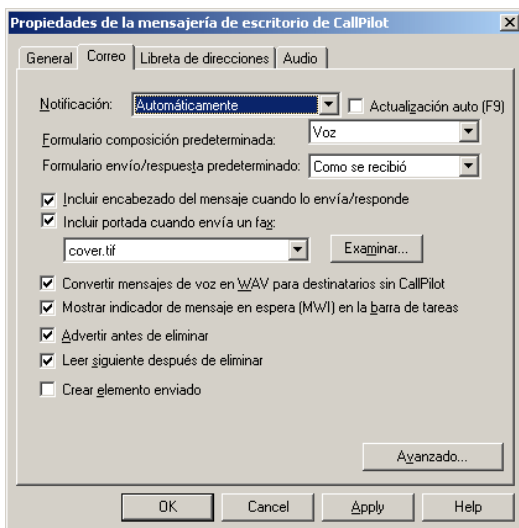 Propiedades de la mensajería de escritorio de CallPilot
General Correo Libreta de direcciones Audio
Notificación: Automáticamente Actualización auto (F9)
Formulario composición predeterminada: Voz
Formulario envío/respuesta predeterminado: Como se recibió
Incluir encabezado del mensaje cuando lo envía/responde
Incluir portada cuando envía un fax:
cover.tif Examinar...
Convertir mensajes de voz en WAV para destinatarios sin CallPilot
Mostrar indicador de mensaje en espera (MWI) en la barra de tareas
Advertir antes de eliminar
Leer siguiente después de eliminar
Crear elemento enviado
Avanzado...
OK Cancel Apply Help